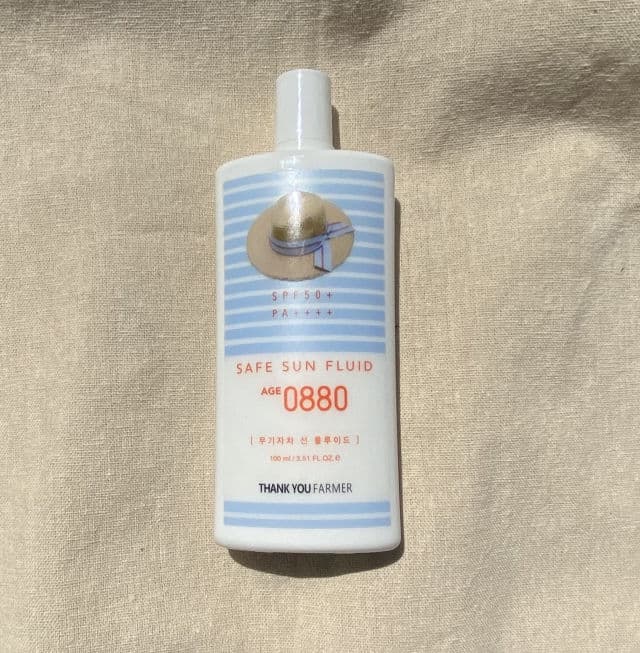 SPF50+
PA++++
SAFE SUN FLUID
AGE 0880
[ 무기자차 선 플루이드 ]
100 ml / 3.51 FL OZ. e
THANK YOU FARMER